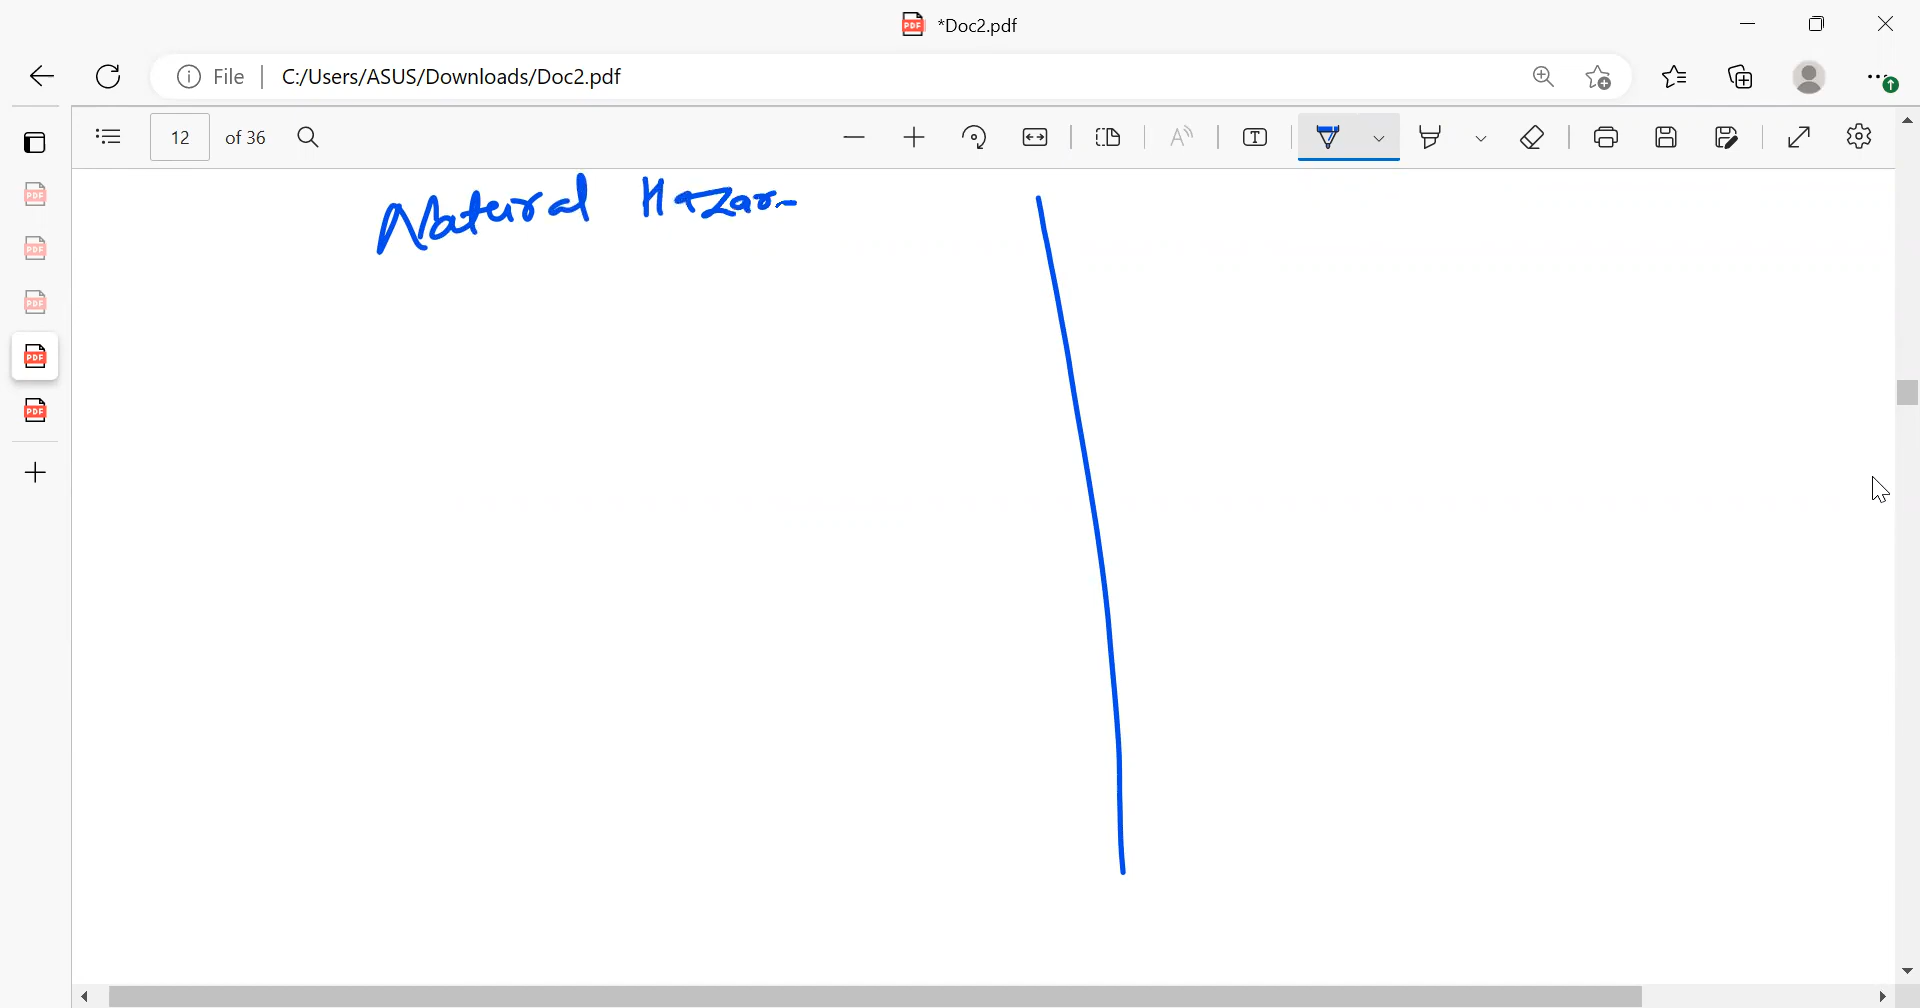 *Doc2.pdf
File | C:/Users/ASUS/Downloads/Doc2.pdf
12 of 36
Natural Hazar